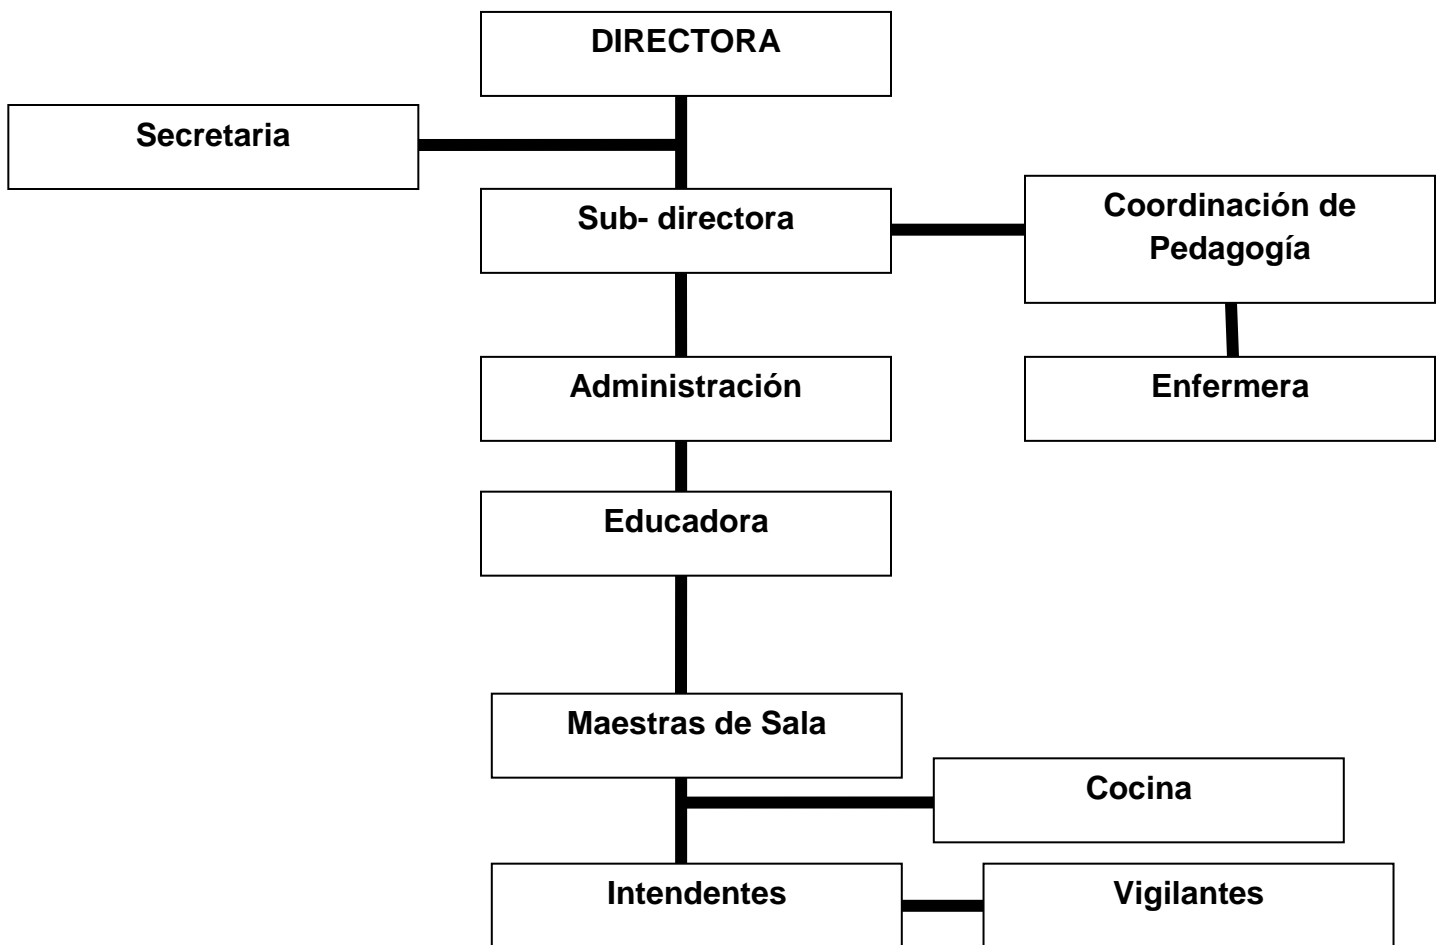 DIRECTORA
Secretaria
Sub- directora
Coordinación de
Pedagogía
Administración
Enfermera
Educadora
Maestras de Sala
Cocina
Intendentes
Vigilantes